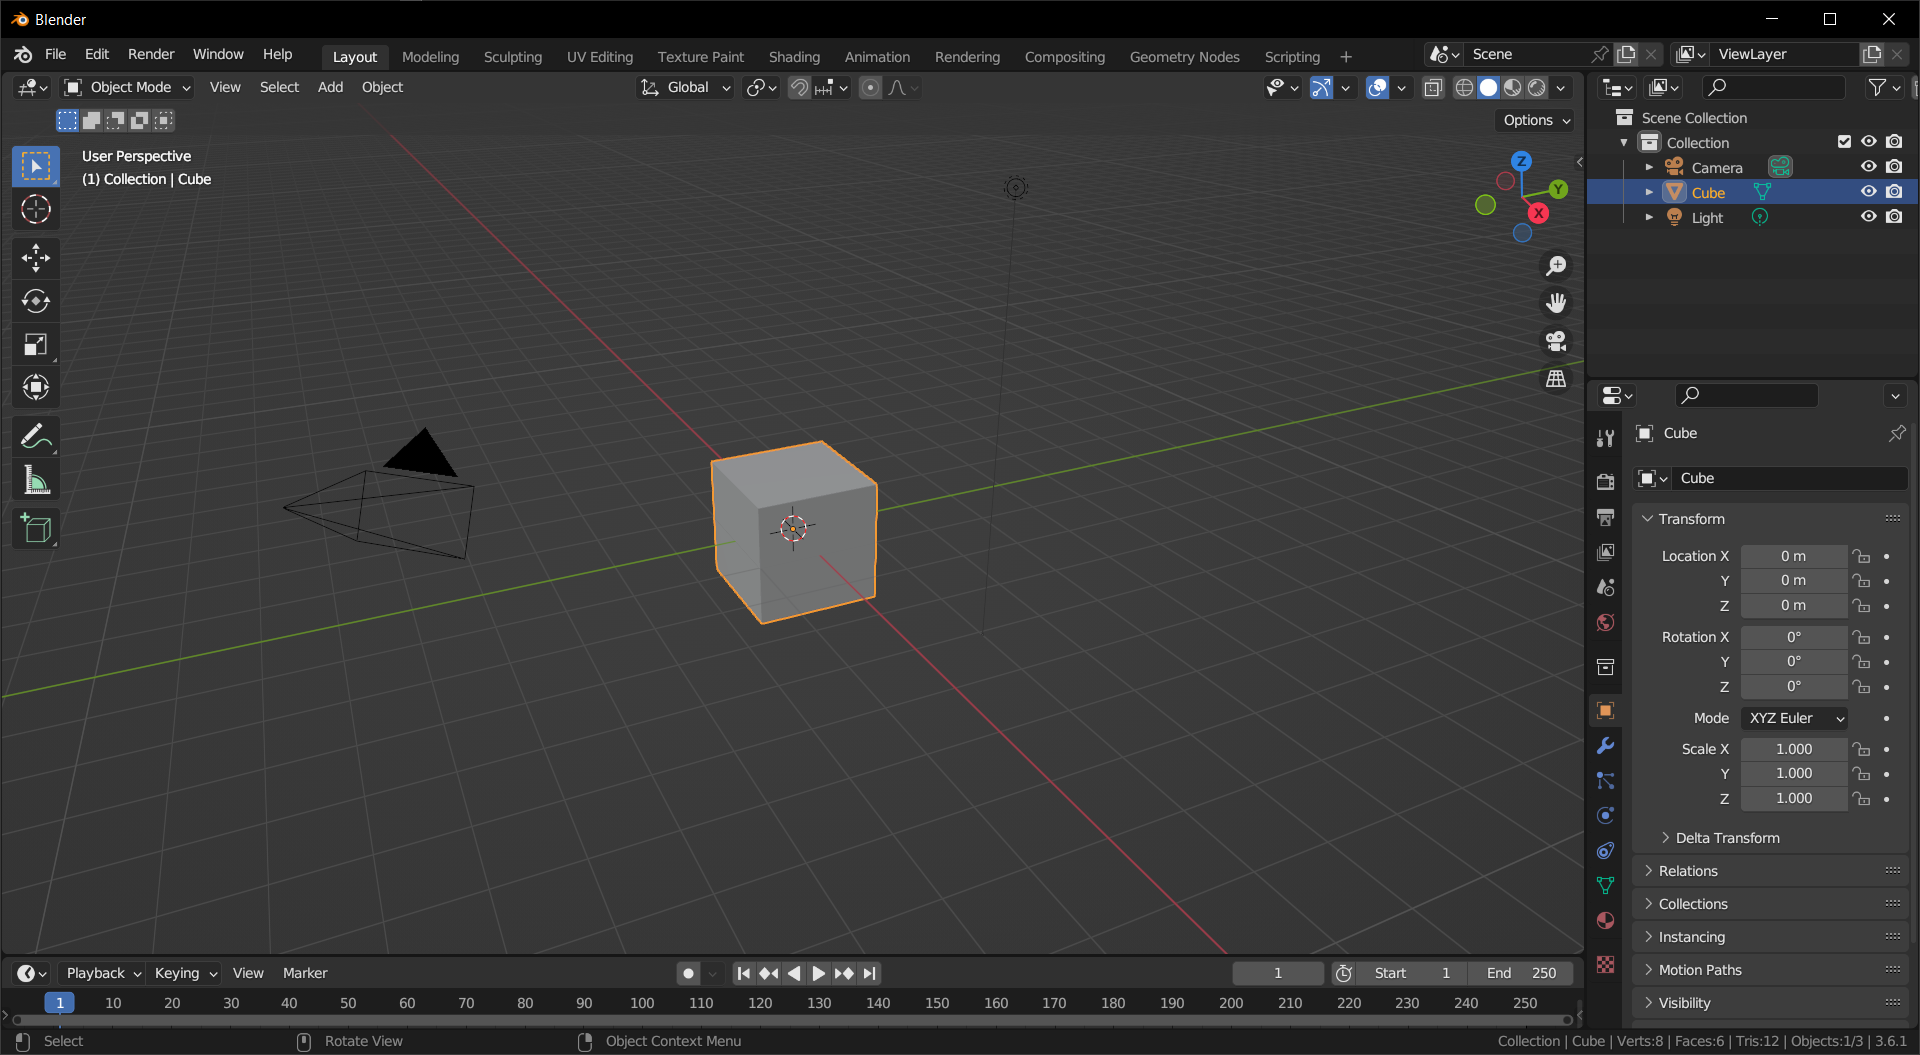 Blender
File Edit Render Window Help Layout Modeling Sculpting UV Editing Texture Paint Shading Animation Rendering Compositing Geometry Nodes Scripting + Scene ViewLayer
Object Mode View Select Add Object Global
Options
User Perspective
(1) Collection | Cube
Z
Y
X
Scene Collection
Collection
Camera
Cube
Light
Cube
Cube
Transform
Location X 0 m
Y 0 m
Z 0 m
Rotation X 0°
Y 0°
Z 0°
Mode XYZ Euler
Scale X 1.000
Y 1.000
Z 1.000
Delta Transform
Relations
Collections
Instancing
Motion Paths
Visibility
Playback Keying View Marker 1 Start 1 End 250
1 10 20 30 40 50 60 70 80 90 100 110 120 130 140 150 160 170 180 190 200 210 220 230 240 250
Select Rotate View Object Context Menu Collection | Cube | Verts:8 | Faces:6 | Tris:12 | Objects:1/3 | 3.6.1